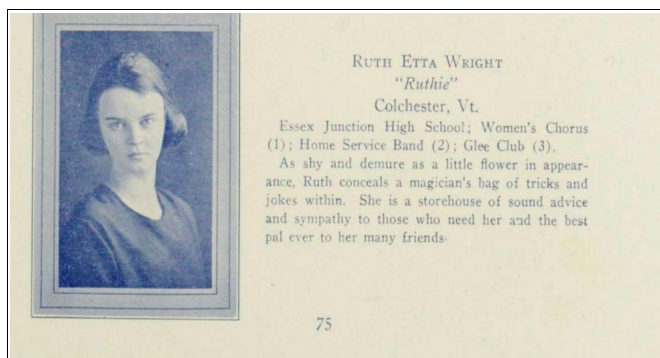 RUTH ETTA WRIGHT
"Ruthie"
Colchester, Vt.
Essex Junction High School; Women's Chorus
(1); Home Service Band (2); Glee Club (3).
As shy and demure as a little flower in appear-
ance, Ruth conceals a magician's bag of tricks and
jokes within. She is a storehouse of sound advice
and sympathy to those who need her and the best
pal ever to her many friends.
75